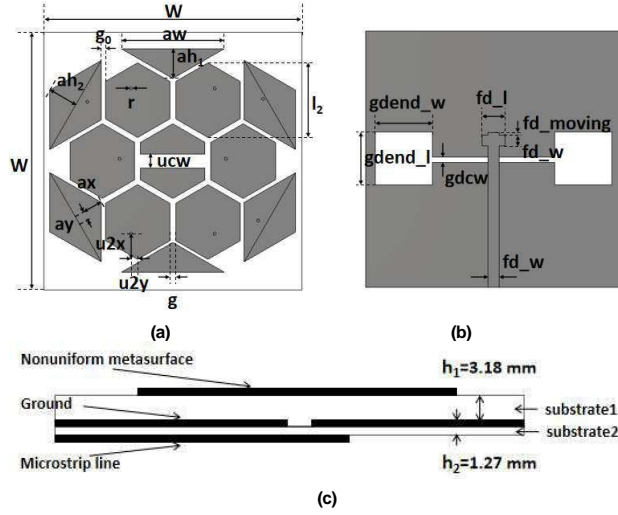 W
aw
g0
ah1
ah2
r
l2
W
ucw
ax
ay
u2x
u2y
g
(a)
fd_l
gdend_w
fd_moving
gdend_l
fd_w
gdcw
fd_w
(b)
Nonuniform metasurface
h1=3.18 mm
Ground
substrate1
substrate2
Microstrip line
h2=1.27 mm
(c)